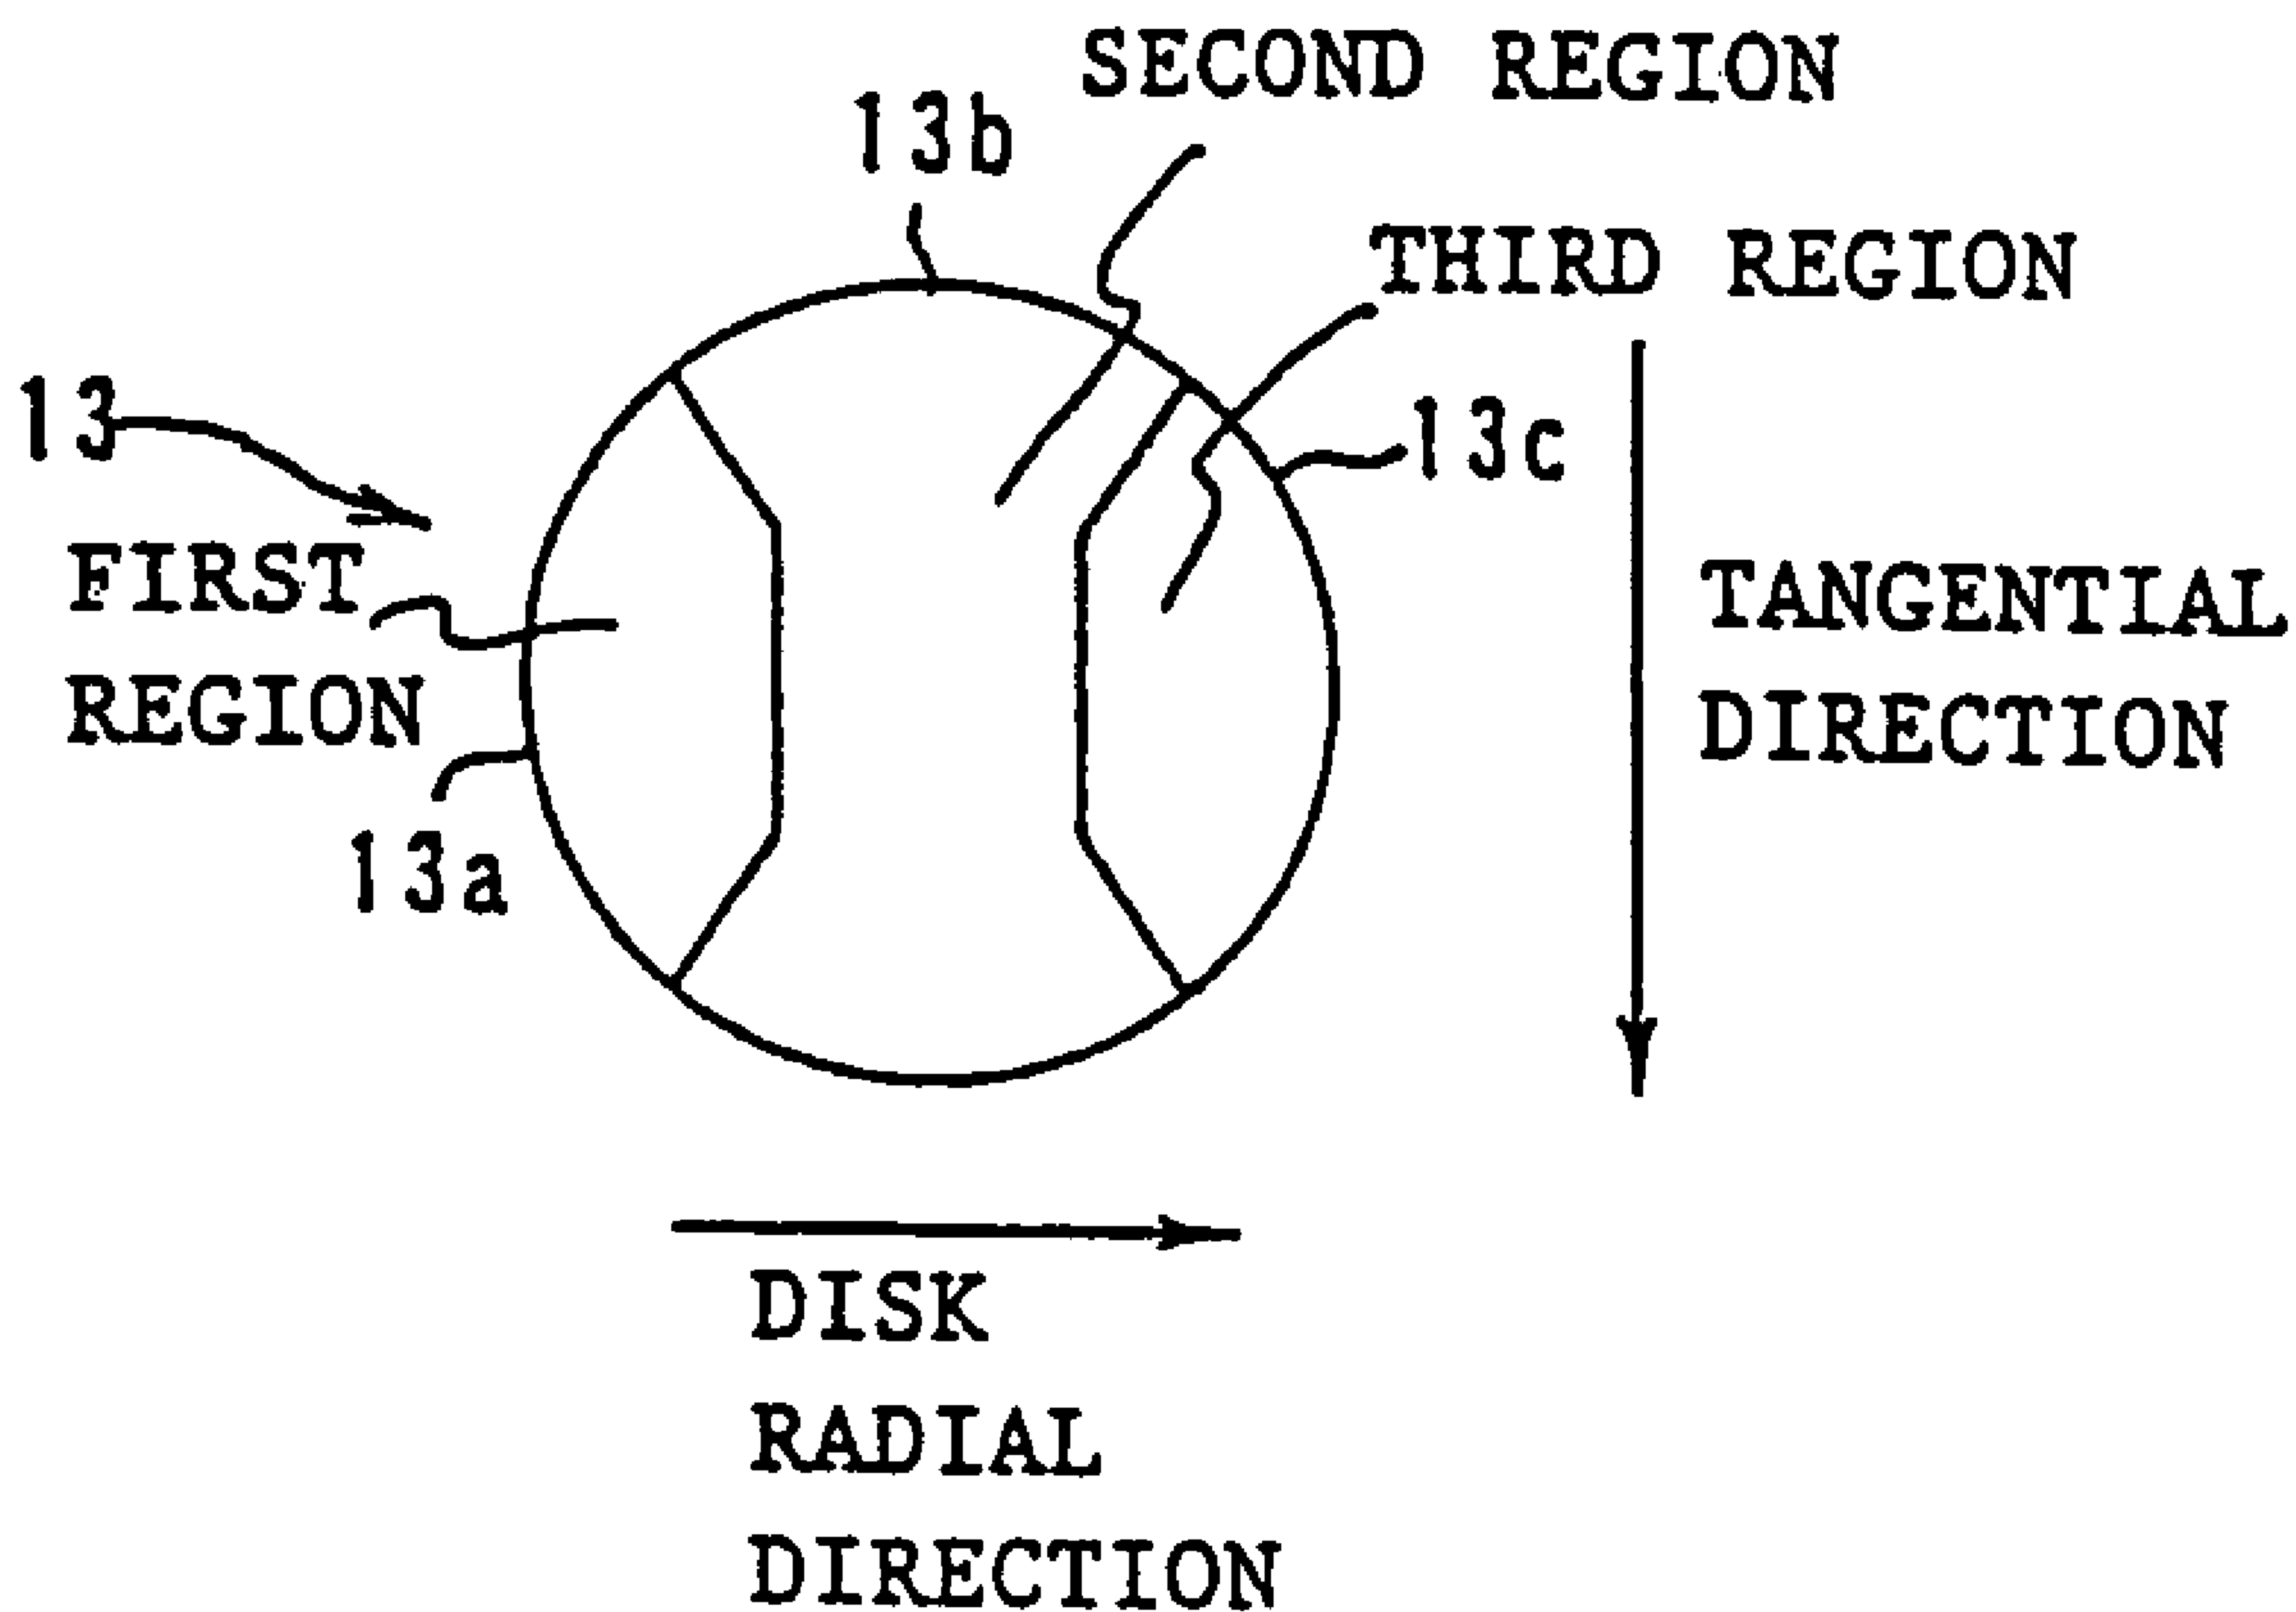 SECOND REGION
13b
THIRD REGION
13
13c
FIRST
REGION
TANGENTIAL
DIRECTION
13a
DISK
RADIAL
DIRECTION